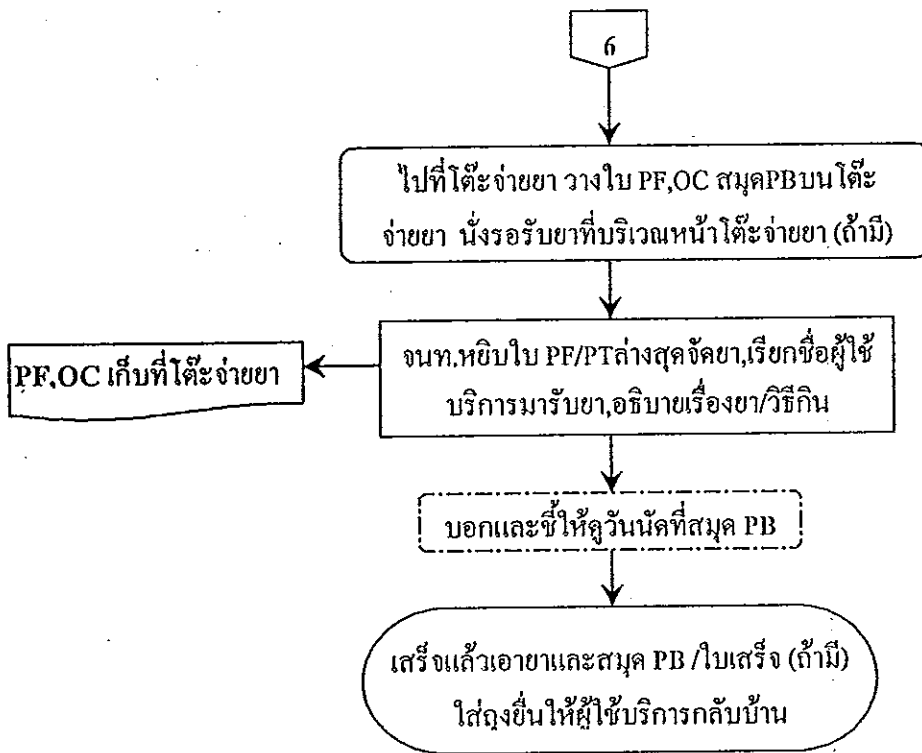 6
ไปที่โต๊ะจ่ายยา วางใบ PF,OC สมุดPBบนโต๊ะ
จ่ายยา นั่งรอรับยาที่บริเวณหน้าโต๊ะจ่ายยา (ถ้ามี)
จนท.หยิบใบ PF/PTล่างสุดจัดยา,เรียกชื่อผู้ใช้
บริการมารับยา,อธิบายเรื่องยา/วิธีกิน
PF,OC เก็บที่โต๊ะจ่ายยา
บอกและชี้ให้ดูวันนัดที่สมุด PB
เสร็จแล้วเอายาและสมุด PB /ใบเสร็จ (ถ้ามี)
ใส่ถุงยื่นให้ผู้ใช้บริการกลับบ้าน